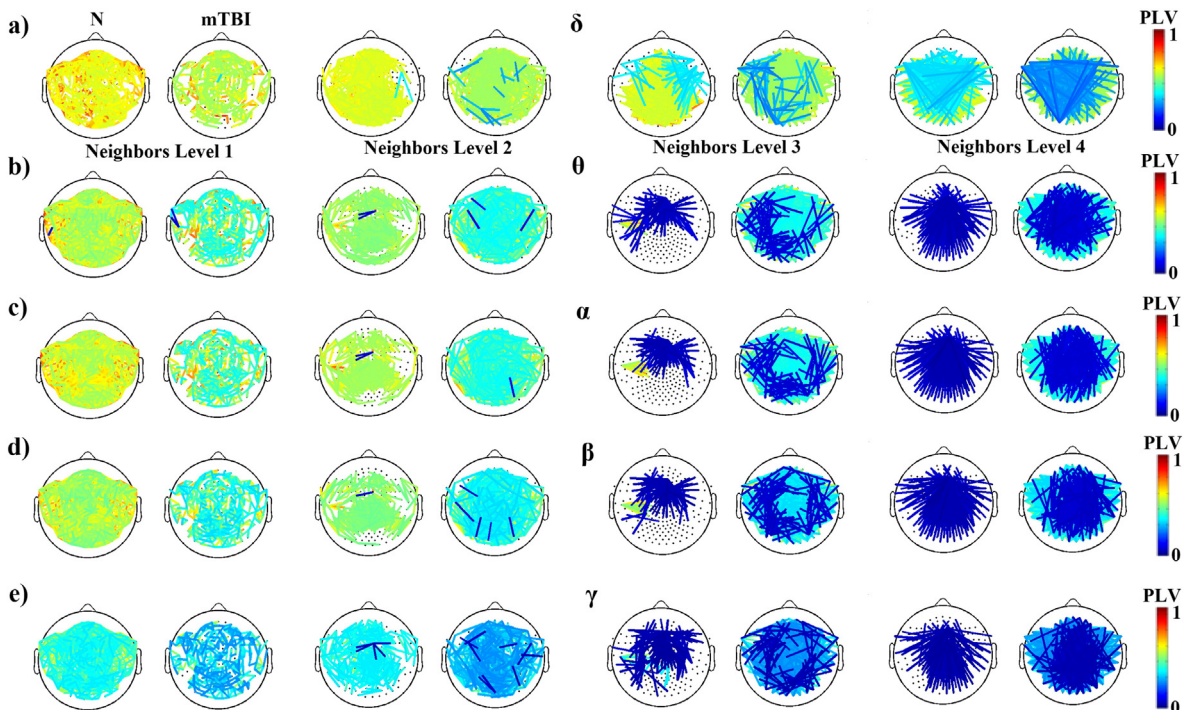 a) N mTBI δ PLV
1
0
Neighbors Level 1 Neighbors Level 2 Neighbors Level 3 Neighbors Level 4
b) θ PLV
1
0
c) α PLV
1
0
d) β PLV
1
0
e) γ PLV
1
0